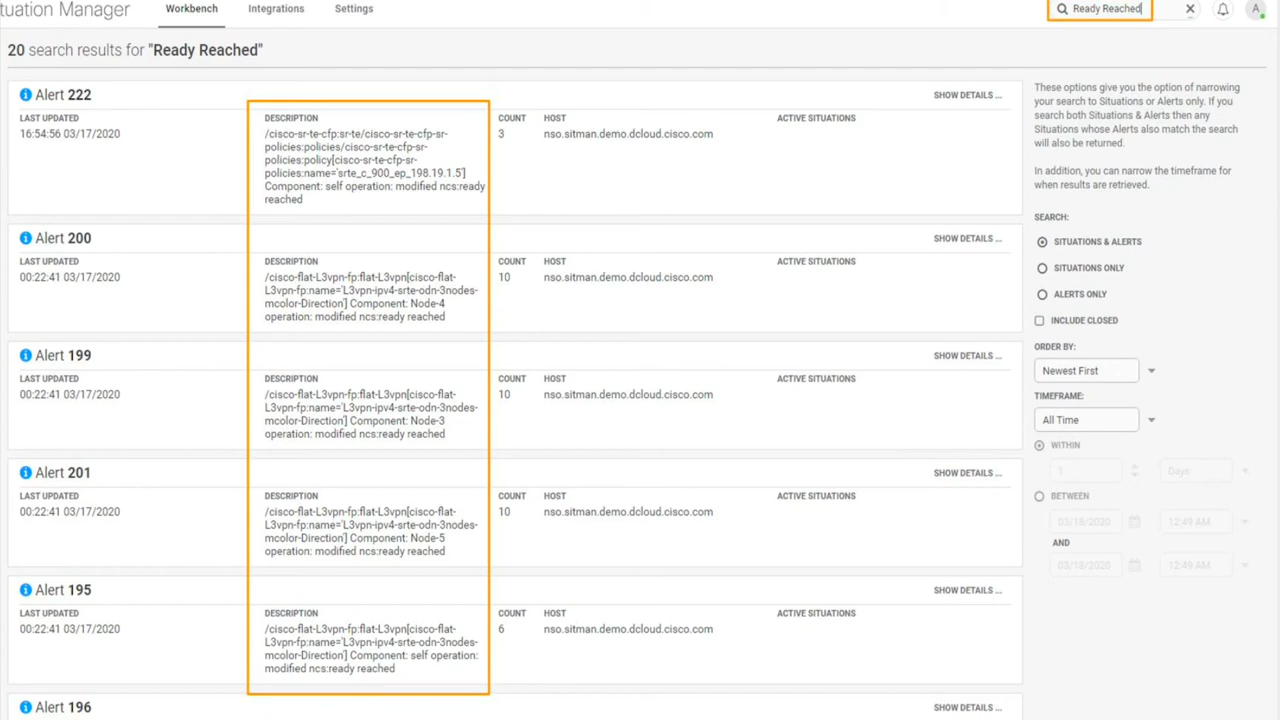 tuation Manager
Workbench
Integrations
Settings
Ready Reached
A
20 search results for "Ready Reached"
Alert 222
SHOW DETAILS ...
LAST UPDATED
16:54:56 03/17/2020
DESCRIPTION
/cisco-sr-te-cfp:sr-te/cisco-sr-te-cfp-sr-
policies:policies/cisco-sr-te-cfp-sr-
policies:policy[cisco-sr-te-cfp-sr-
policies:name='srte_c_900_ep_198.19.1.5']
Component: self operation: modified ncs:ready
reached
COUNT
3
HOST
nso.sitman.demo.dcloud.cisco.com
ACTIVE SITUATIONS
Alert 200
SHOW DETAILS ...
LAST UPDATED
00:22:41 03/17/2020
DESCRIPTION
/cisco-flat-L3vpn-fp:flat-L3vpn[cisco-flat-
L3vpn-fp:name='L3vpn-ipv4-srte-odn-3nodes-
mcolor-Direction'] Component: Node-4
operation: modified ncs:ready reached
COUNT
10
HOST
nso.sitman.demo.dcloud.cisco.com
ACTIVE SITUATIONS
Alert 199
SHOW DETAILS ...
LAST UPDATED
00:22:41 03/17/2020
DESCRIPTION
/cisco-flat-L3vpn-fp:flat-L3vpn[cisco-flat-
L3vpn-fp:name='L3vpn-ipv4-srte-odn-3nodes-
mcolor-Direction'] Component: Node-3
operation: modified ncs:ready reached
COUNT
10
HOST
nso.sitman.demo.dcloud.cisco.com
ACTIVE SITUATIONS
Alert 201
SHOW DETAILS ...
LAST UPDATED
00:22:41 03/17/2020
DESCRIPTION
/cisco-flat-L3vpn-fp:flat-L3vpn[cisco-flat-
L3vpn-fp:name='L3vpn-ipv4-srte-odn-3nodes-
mcolor-Direction'] Component: Node-5
operation: modified ncs:ready reached
COUNT
10
HOST
nso.sitman.demo.dcloud.cisco.com
ACTIVE SITUATIONS
Alert 195
SHOW DETAILS ...
LAST UPDATED
00:22:41 03/17/2020
DESCRIPTION
/cisco-flat-L3vpn-fp:flat-L3vpn[cisco-flat-
L3vpn-fp:name='L3vpn-ipv4-srte-odn-3nodes-
mcolor-Direction'] Component: self operation:
modified ncs:ready reached
COUNT
6
HOST
nso.sitman.demo.dcloud.cisco.com
ACTIVE SITUATIONS
Alert 196
SHOW DETAILS ...
These options give you the option of narrowing
your search to Situations or Alerts only. If you
search both Situations & Alerts then any
Situations whose Alerts also match the search
will also be returned.
In addition, you can narrow the timeframe for
when results are retrieved.
SEARCH:
SITUATIONS & ALERTS
SITUATIONS ONLY
ALERTS ONLY
INCLUDE CLOSED
ORDER BY:
Newest First
TIMEFRAME:
All Time
WITHIN
1
Days
BETWEEN
03/18/2020
12:49 AM
AND
03/18/2020
12:49 AM